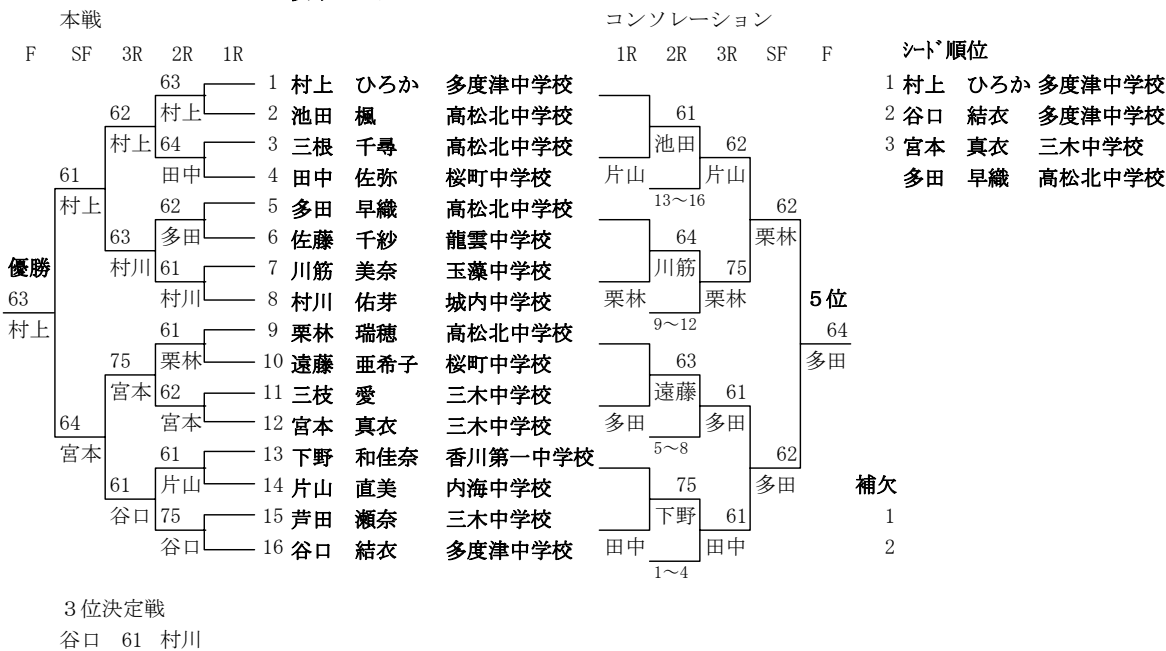 本戦 コンソレーション
F SF 3R 2R 1R 1R 2R 3R SF F シード順位
63 1 村上 ひろか 多度津中学校 1 村上 ひろか 多度津中学校
62 村上 2 池田 楓 高松北中学校 61 2 谷口 結衣 多度津中学校
村上 64 3 三根 千尋 高松北中学校 池田 62 3 宮本 真衣 三木中学校
61 田中 4 田中 佐弥 桜町中学校 片山 片山 多田 早織 高松北中学校
村上 62 5 多田 早織 高松北中学校 13～16 62
63 多田 6 佐藤 千紗 龍雲中学校 64 栗林
優勝 村川 61 7 川筋 美奈 玉藻中学校 川筋 75
63 村川 8 村川 佑芽 城内中学校 栗林 栗林 5位
村上 61 9 栗林 瑞穂 高松北中学校 9～12 64
75 栗林 10 遠藤 亜希子 桜町中学校 63 多田
宮本 62 11 三枝 愛 三木中学校 遠藤 61
64 宮本 12 宮本 真衣 三木中学校 多田 多田
宮本 61 13 下野 和佳奈 香川第一中学校 5～8 62
61 片山 14 片山 直美 内海中学校 75 多田 補欠
谷口 75 15 芦田 瀬奈 三木中学校 下野 61 1
谷口 16 谷口 結衣 多度津中学校 田中 田中 2
1～4
3位決定戦
谷口 61 村川